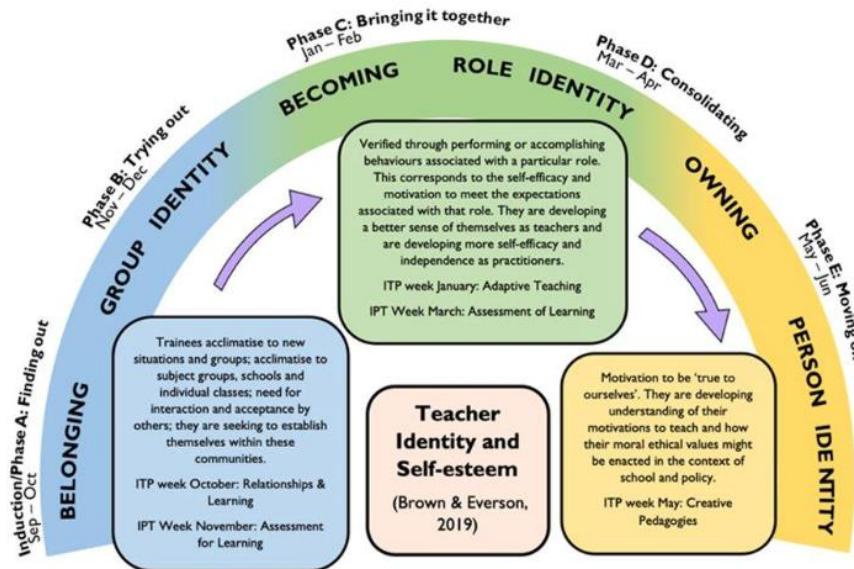 Induction/Phase A: Finding out
Sep – Oct
Phase B: Trying out
Nov – Dec
Phase C: Bringing it together
Jan – Feb
Phase D: Consolidating
Mar – Apr
Phase E: Moving
May – Jun
BELONGING
GROUP IDENTITY
BECOMING
ROLE IDENTITY
OWNING
PERSON IDENTITY
Trainees acclimatise to new
situations and groups; acclimatise to
subject groups, schools and
individual classes; need for
interaction and acceptance by
others; they are seeking to establish
themselves within these
communities.
ITP week October: Relationships &
Learning
IPT Week November: Assessment
for Learning
Verified through performing or accomplishing
behaviours associated with a particular role.
This corresponds to the self-efficacy and
motivation to meet the expectations
associated with that role. They are developing
a better sense of themselves as teachers and
are developing more self-efficacy and
independence as practitioners.
ITP week January: Adaptive Teaching
IPT Week March: Assessment of Learning
Teacher
Identity and
Self-esteem
(Brown & Everson,
2019)
Motivation to be ‘true to
ourselves’. They are developing
understanding of their
motivations to teach and how
their moral ethical values might
be enacted in the context of
school and policy.
ITP week May: Creative
Pedagogies